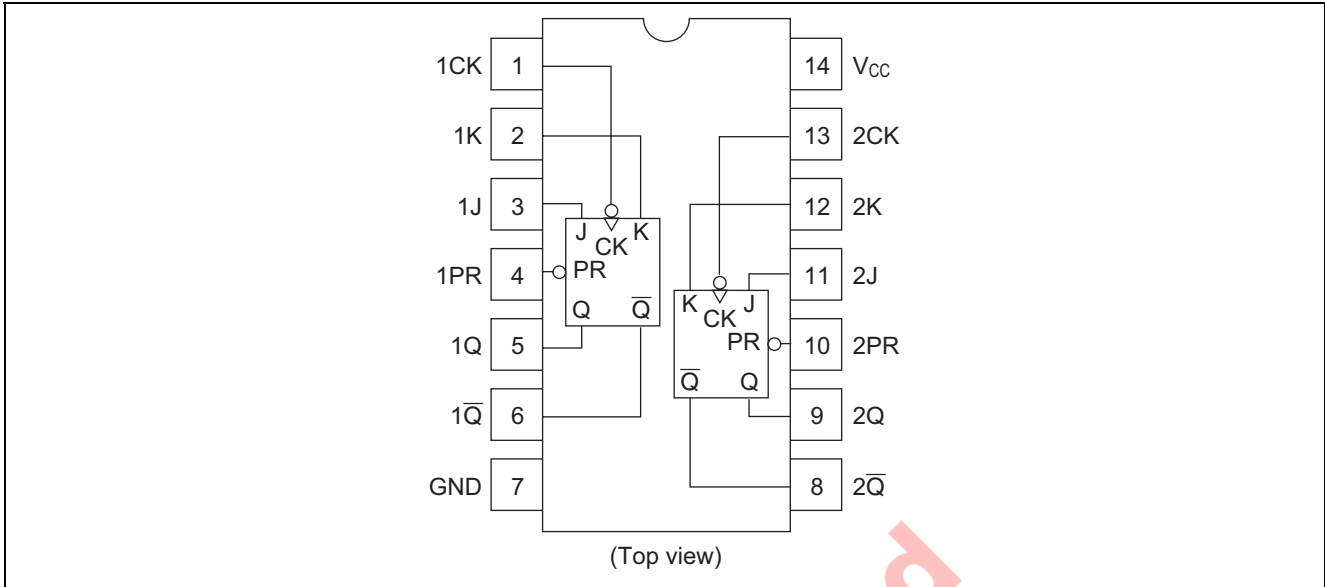 1CK 1
1K 2
1J 3
1PR 4
1Q 5
1Q̅ 6
GND 7
J CK K
PR
Q Q̅
K CK J
PR
Q̅ Q
14 VCC
13 2CK
12 2K
11 2J
10 2PR
9 2Q
8 2Q̅
(Top view)